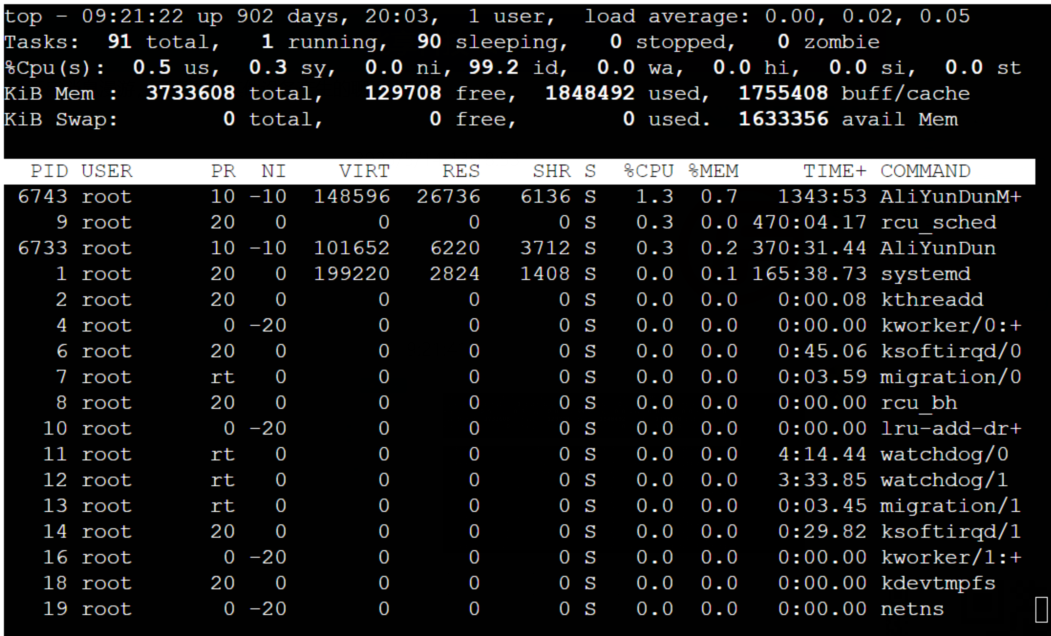 top - 09:21:22 up 902 days, 20:03,  1 user,  load average: 0.00, 0.02, 0.05
Tasks:  91 total,   1 running,  90 sleeping,   0 stopped,   0 zombie
%Cpu(s):  0.5 us,  0.3 sy,  0.0 ni, 99.2 id,  0.0 wa,  0.0 hi,  0.0 si,  0.0 st
KiB Mem :  3733608 total,   129708 free,  1848492 used,  1755408 buff/cache
KiB Swap:        0 total,        0 free,        0 used.  1633356 avail Mem
  PID USER      PR  NI    VIRT    RES    SHR S  %CPU %MEM     TIME+ COMMAND
 6743 root      10 -10  148596  26736   6136 S   1.3  0.7   1343:53 AliYunDunM+
    9 root      20   0       0      0      0 S   0.3  0.0 470:04.17 rcu_sched
 6733 root      10 -10  101652   6220   3712 S   0.3  0.2 370:31.44 AliYunDun
    1 root      20   0  199220   2824   1408 S   0.0  0.1 165:38.73 systemd
    2 root      20   0       0      0      0 S   0.0  0.0   0:00.08 kthreadd
    4 root       0 -20       0      0      0 S   0.0  0.0   0:00.00 kworker/0:+
    6 root      20   0       0      0      0 S   0.0  0.0   0:45.06 ksoftirqd/0
    7 root      rt   0       0      0      0 S   0.0  0.0   0:03.59 migration/0
    8 root      20   0       0      0      0 S   0.0  0.0   0:00.00 rcu_bh
   10 root       0 -20       0      0      0 S   0.0  0.0   0:00.00 lru-add-dr+
   11 root      rt   0       0      0      0 S   0.0  0.0   4:14.44 watchdog/0
   12 root      rt   0       0      0      0 S   0.0  0.0   3:33.85 watchdog/1
   13 root      rt   0       0      0      0 S   0.0  0.0   0:03.45 migration/1
   14 root      20   0       0      0      0 S   0.0  0.0   0:29.82 ksoftirqd/1
   16 root       0 -20       0      0      0 S   0.0  0.0   0:00.00 kworker/1:+
   18 root      20   0       0      0      0 S   0.0  0.0   0:00.00 kdevtmpfs
   19 root       0 -20       0      0      0 S   0.0  0.0   0:00.00 netns